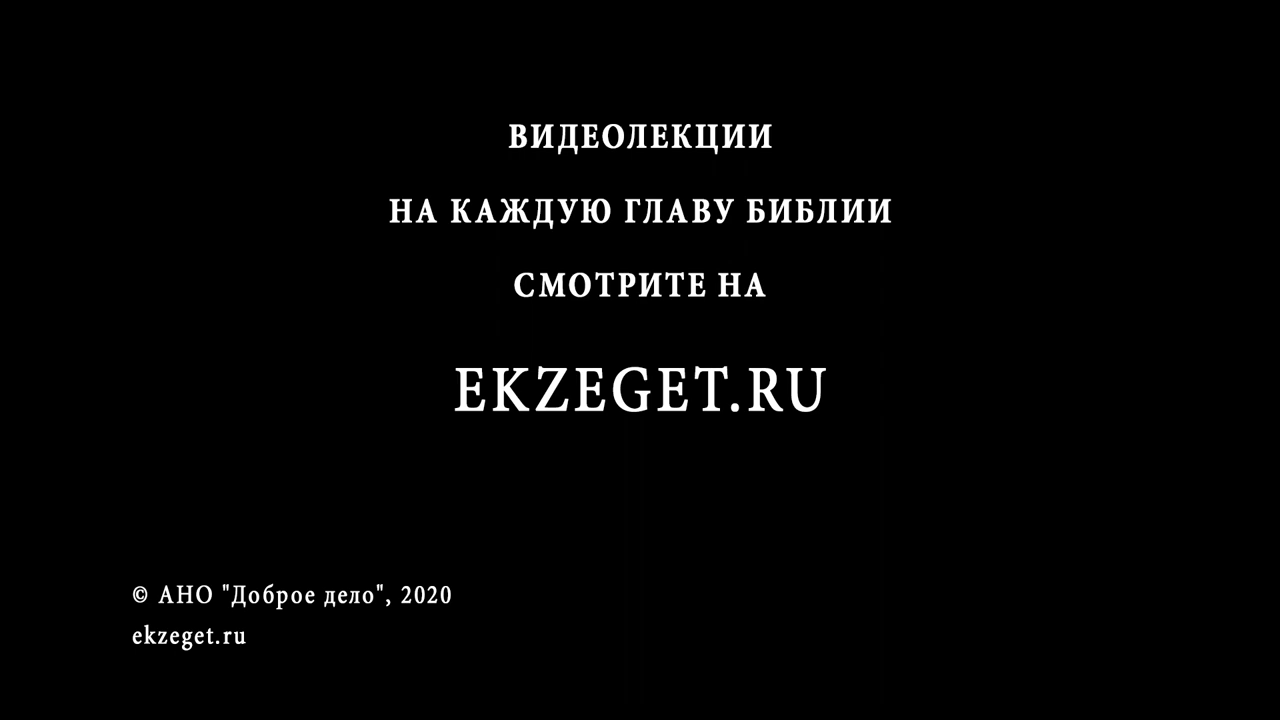 ВИДЕОЛЕКЦИИ
НА КАЖДУЮ ГЛАВУ БИБЛИИ
СМОТРИТЕ НА
EKZEGET.RU
© АНО "Доброе дело", 2020
ekzeget.ru